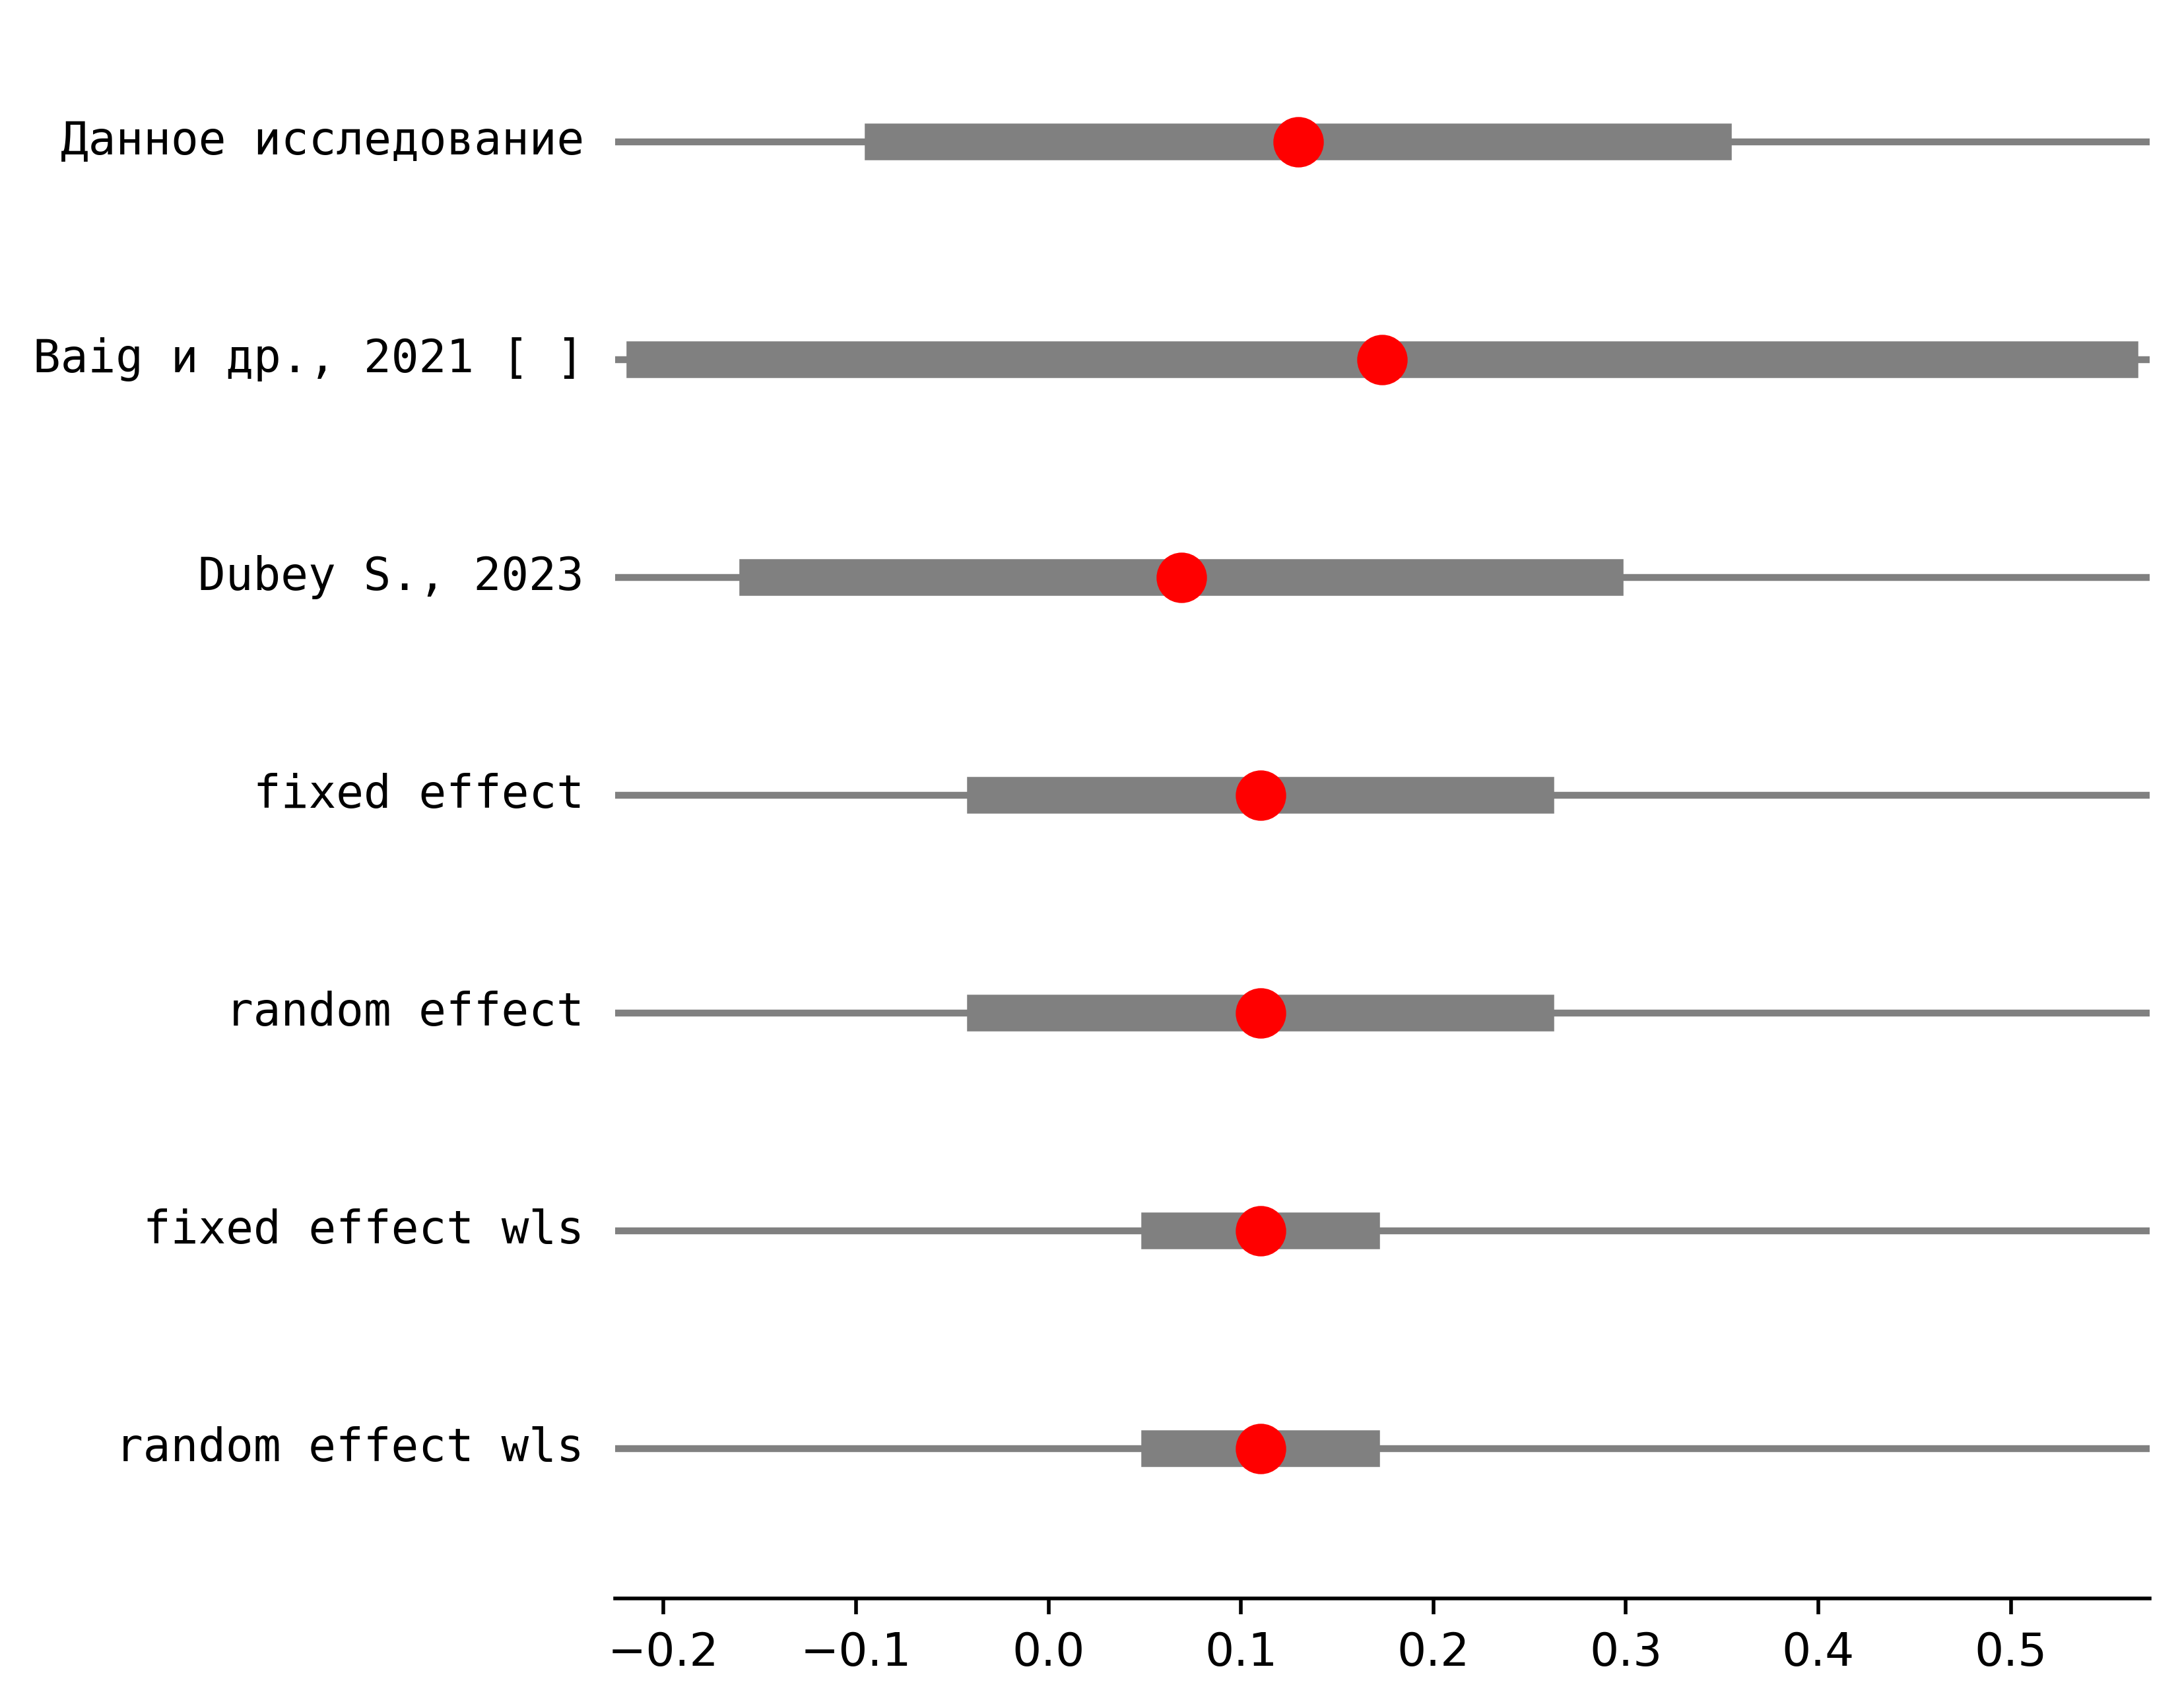 Данное исследование
Baig и др., 2021 [ ]
Dubey S., 2023
fixed effect
random effect
fixed effect wls
random effect wls
−0.2 −0.1 0.0 0.1 0.2 0.3 0.4 0.5